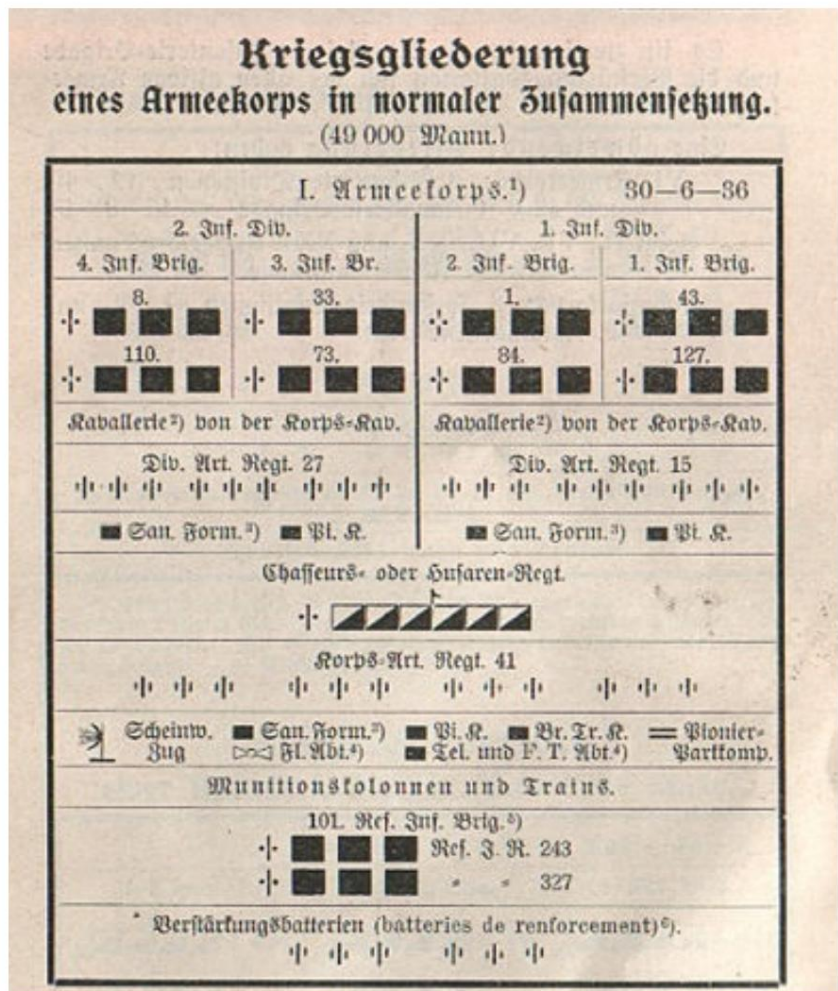 Kriegsgliederung
eines Armeekorps in normaler Zusammensetzung.
(49 000 Mann.)
I. Armeekorps.¹) 30—6—36
2. Inf. Div. 1. Inf. Div.
4. Inf. Brig. 3. Inf. Br. 2. Inf. Brig. 1. Inf. Brig.
8. 33. 1. 43.
110. 73. 84. 127.
Kavallerie²) von der Korps-Kav. Kavallerie²) von der Korps-Kav.
Div. Art. Regt. 27 Div. Art. Regt. 15
San. Form.³) Pi. K. San. Form.³) Pi. K.
Chasseurs- oder Husaren-Regt.
Korps-Art. Regt. 41
Scheinw. San. Form.³) Pi. K. Br. Tr. K. Pionier-
Zug Fl. Abt.⁴) Tel. und F. T. Abt.⁴) Parkkomp.
Munitionskolonnen und Trains.
101. Res. Inf. Brig.⁵)
Res. I. R. 243
" " 327
Verstärkungsbatterien (batteries de renforcement)⁶).